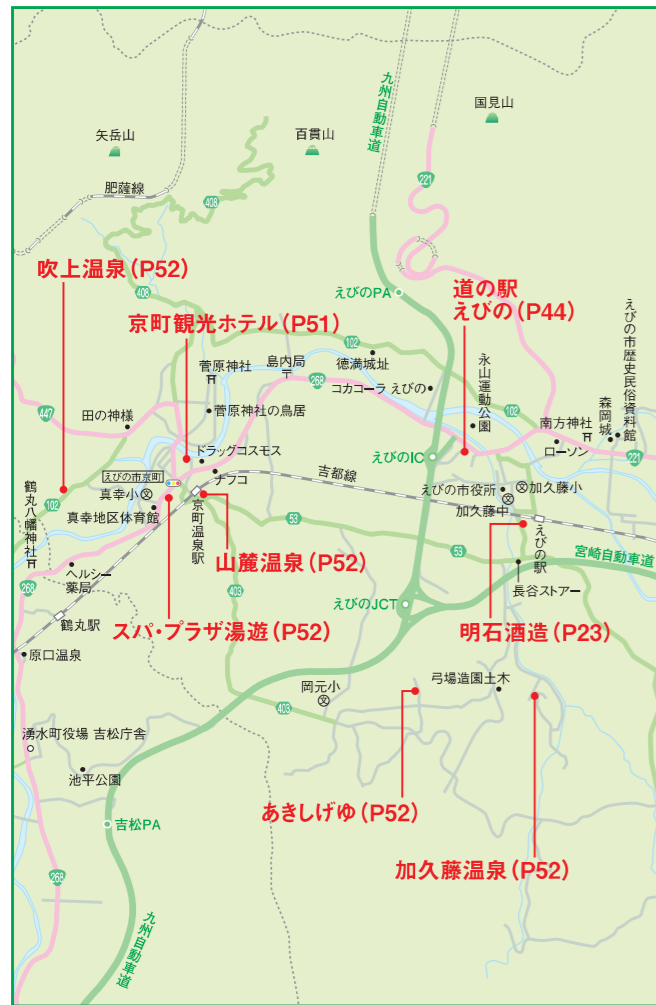 九州自動車道
国見山
百貫山
矢岳山
肥薩線
221
408
408
吹上温泉(P52)
えびのPA
道の駅
えびの(P44)
京町観光ホテル(P51)
えびの市歴史民俗資料館
102
菅原神社
島内局
徳満城址
永山運動公園
268
コカコーラ えびの
森岡城
447
田の神様
菅原神社の鳥居
102
南方神社
ローソン
221
ドラッグコスモス
えびのIC
ナフコ
吉都線
えびの市京町
えびの市役所
加久藤小
加久藤中
真幸小
102
鶴丸八幡神社
真幸地区体育館
京町温泉駅
53
えびの駅
53
宮崎自動車道
山麓温泉(P52)
ヘルシー
薬局
268
403
長谷ストアー
えびのJCT
スパ・プラザ湯遊(P52)
明石酒造(P23)
鶴丸駅
原口温泉
岡元小
弓場造園土木
403
湧水町役場 吉松庁舎
池平公園
あきしげゆ(P52)
吉松PA
加久藤温泉(P52)
268
九州自動車道